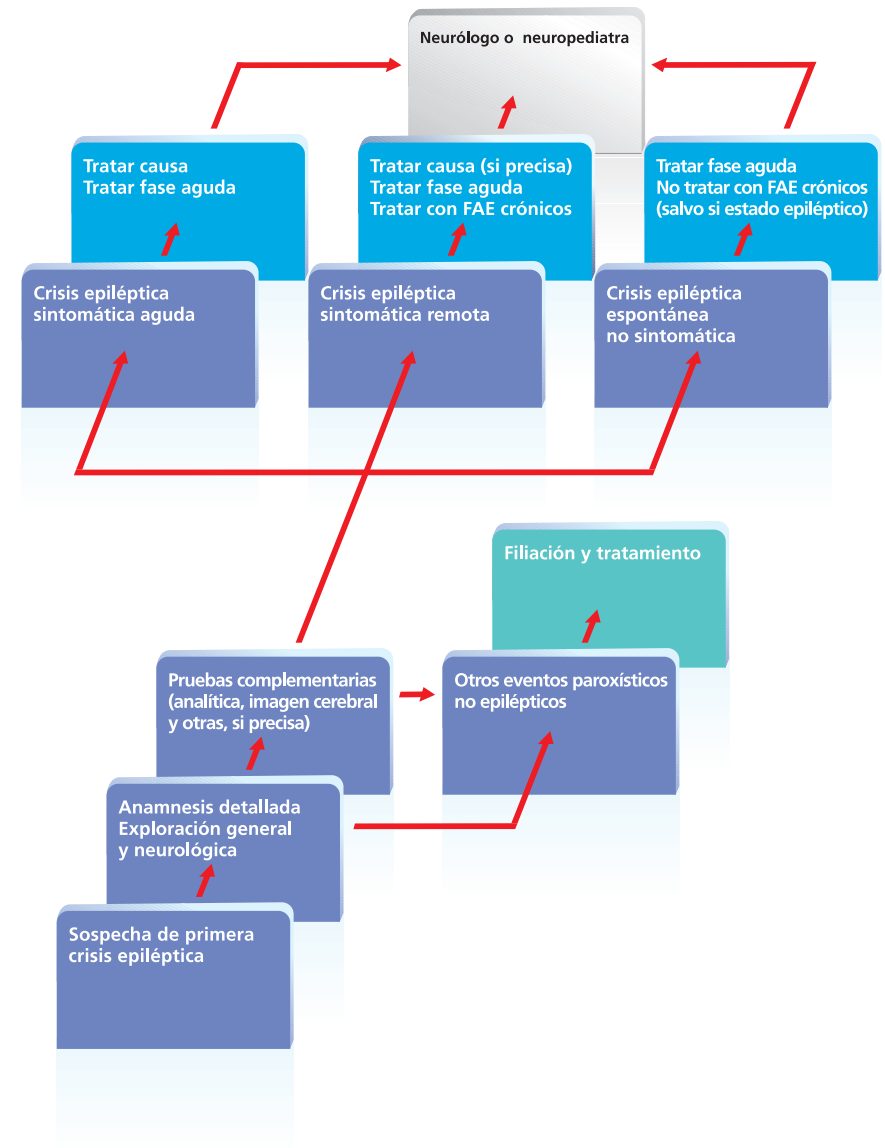 Neurólogo o neuropediatra
Tratar causa
Tratar fase aguda
Tratar causa (si precisa)
Tratar fase aguda
Tratar con FAE crónicos
Tratar fase aguda
No tratar con FAE crónicos
(salvo si estado epiléptico)
Crisis epiléptica
sintomática aguda
Crisis epiléptica
sintomática remota
Crisis epiléptica
espontánea
no sintomática
Filiación y tratamiento
Pruebas complementarias
(analítica, imagen cerebral
y otras, si precisa)
Otros eventos paroxísticos
no epilépticos
Anamnesis detallada
Exploración general
y neurológica
Sospecha de primera
crisis epiléptica